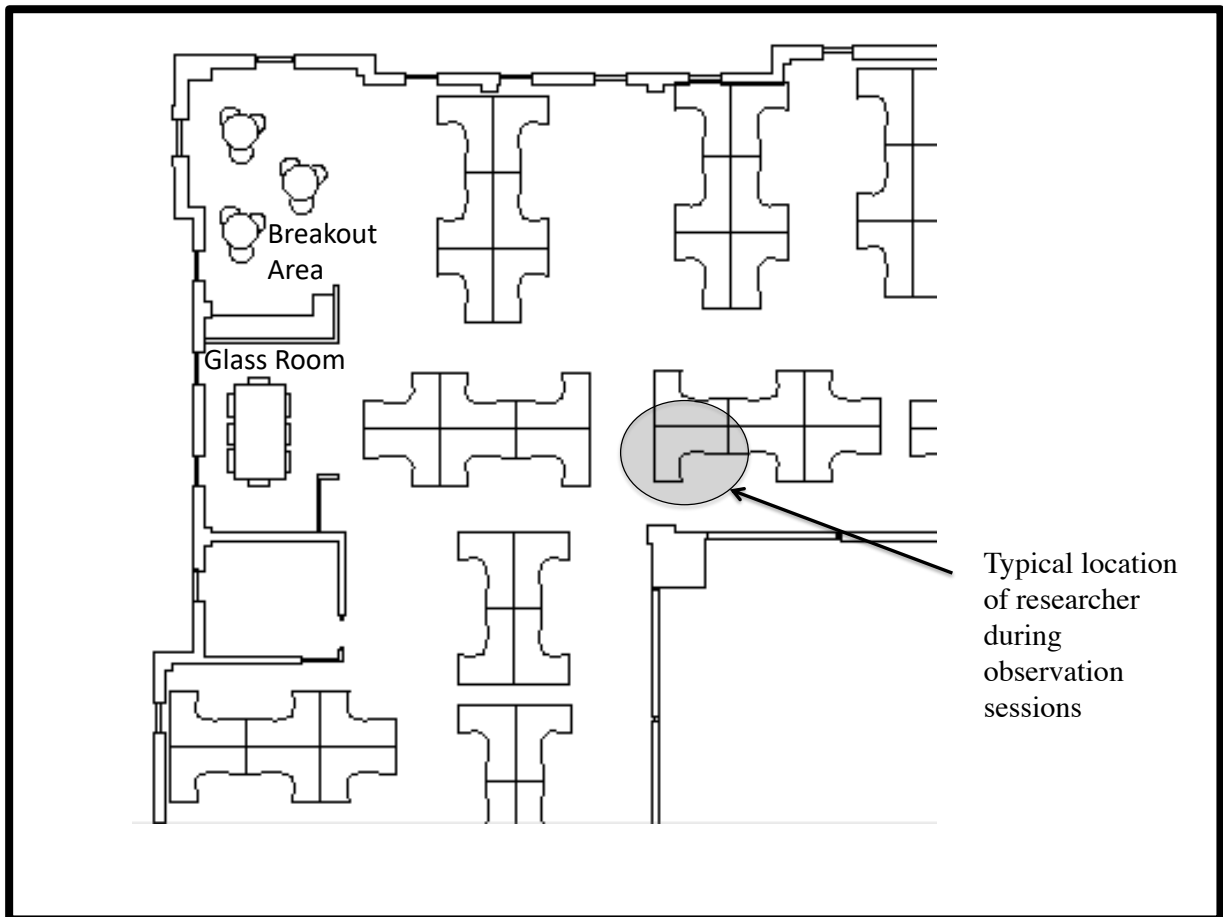 Breakout
Area
Glass Room
Typical location
of researcher
during
observation
sessions